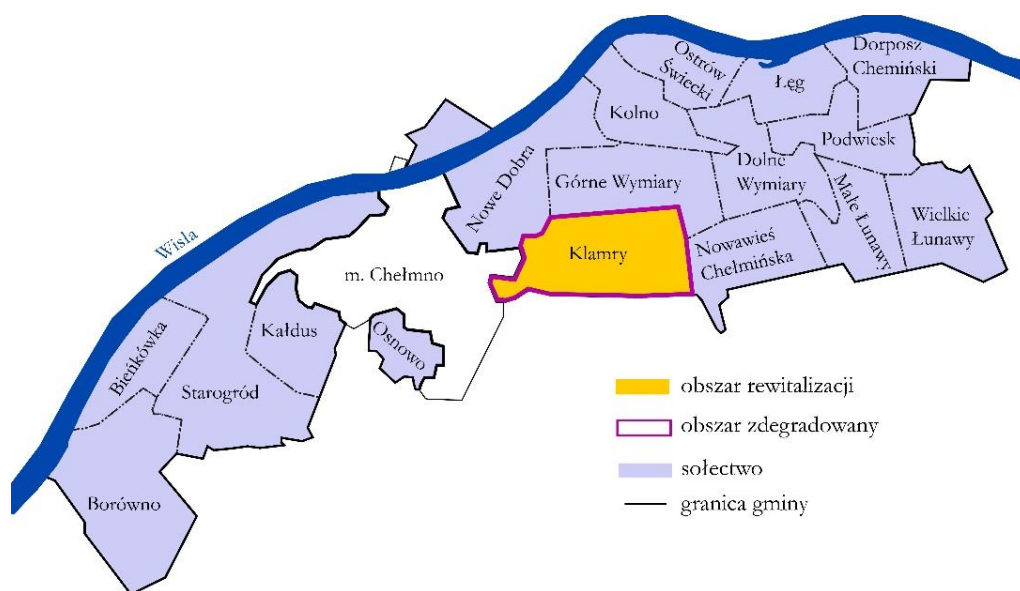 Ostrów
Świecki
Łęg
Dorposz
Chemiński
Kolno
Podwiesk
Nowe Dobra
Górne Wymiary
Dolne
Wymiary
Małe Łunawy
Wielkie
Łunawy
Wisła
Klamry
Nowawieś
Chełmińska
m. Chełmno
Kałdus
Osnowo
Bieńkówka
Starogród
Borówno
obszar rewitalizacji
obszar zdegradowany
sołectwo
granica gminy